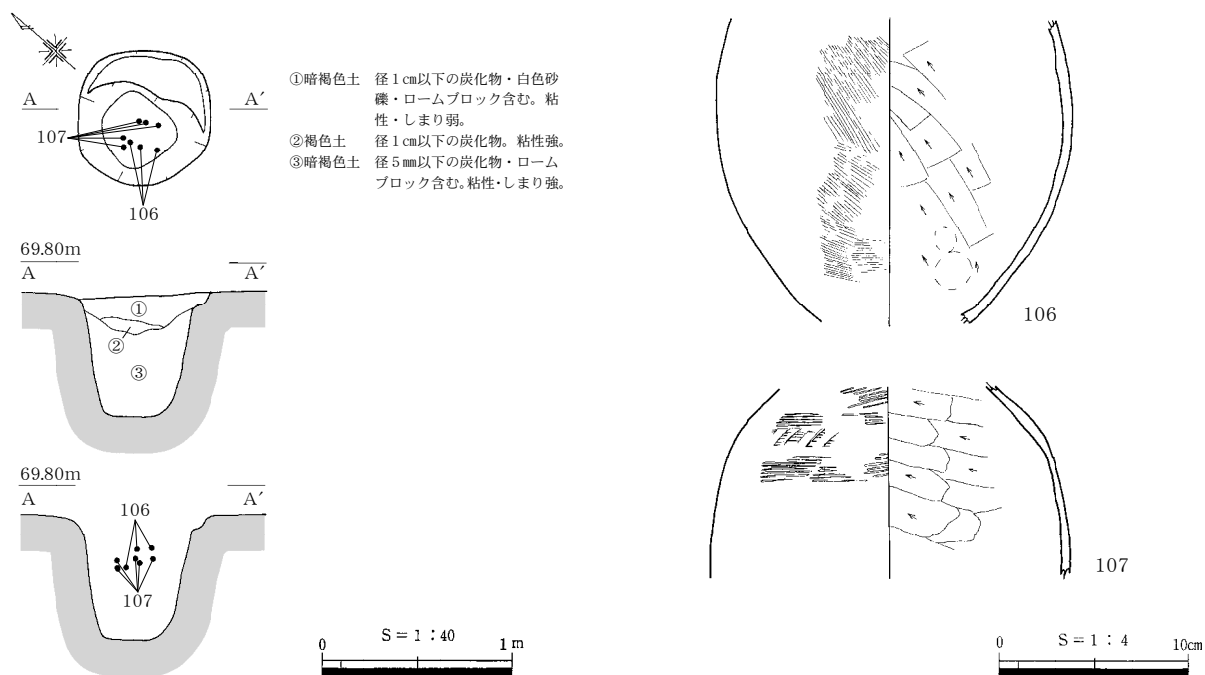 A A′
107
106
①暗褐色土 径１㎝以下の炭化物・白色砂
礫・ロームブロック含む。粘
性・しまり弱。
②褐色土 径１㎝以下の炭化物。粘性強。
③暗褐色土 径５㎜以下の炭化物・ローム
ブロック含む。粘性・しまり強。
69.80m
A A′
①
②
③
69.80m
A A′
106
107
0 S＝1：40 1m
106
107
0 S＝1：4 10cm